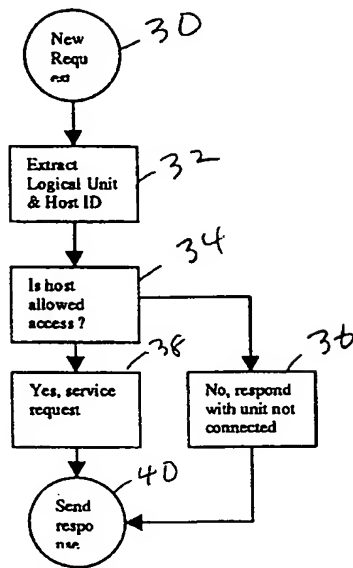 30
New
Requ
est
32
Extract
Logical Unit
& Host ID
34
Is host
allowed
access ?
38
Yes, service
request
36
No, respond
with unit not
connected
40
Send
respo
nse.